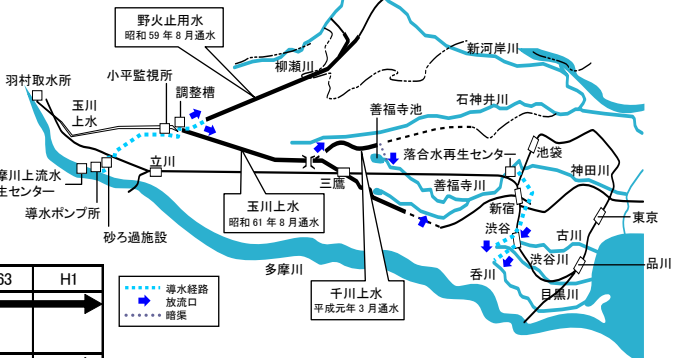 野火止用水
昭和59年8月通水
新河岸川
柳瀬川
小平監視所
羽村取水所
調整槽
石神井川
玉川
上水
善福寺池
落合水再生センター
池袋
神田川
摩川上流水
生センター
立川
三鷹
善福寺川
新宿
導水ポンプ所
玉川上水
昭和61年8月通水
渋谷
古川
東京
砂ろ過施設
渋谷川
品川
多摩川
呑川
目黒川
千川上水
平成元年3月通水
63
H1
導水経路
放流口
暗渠